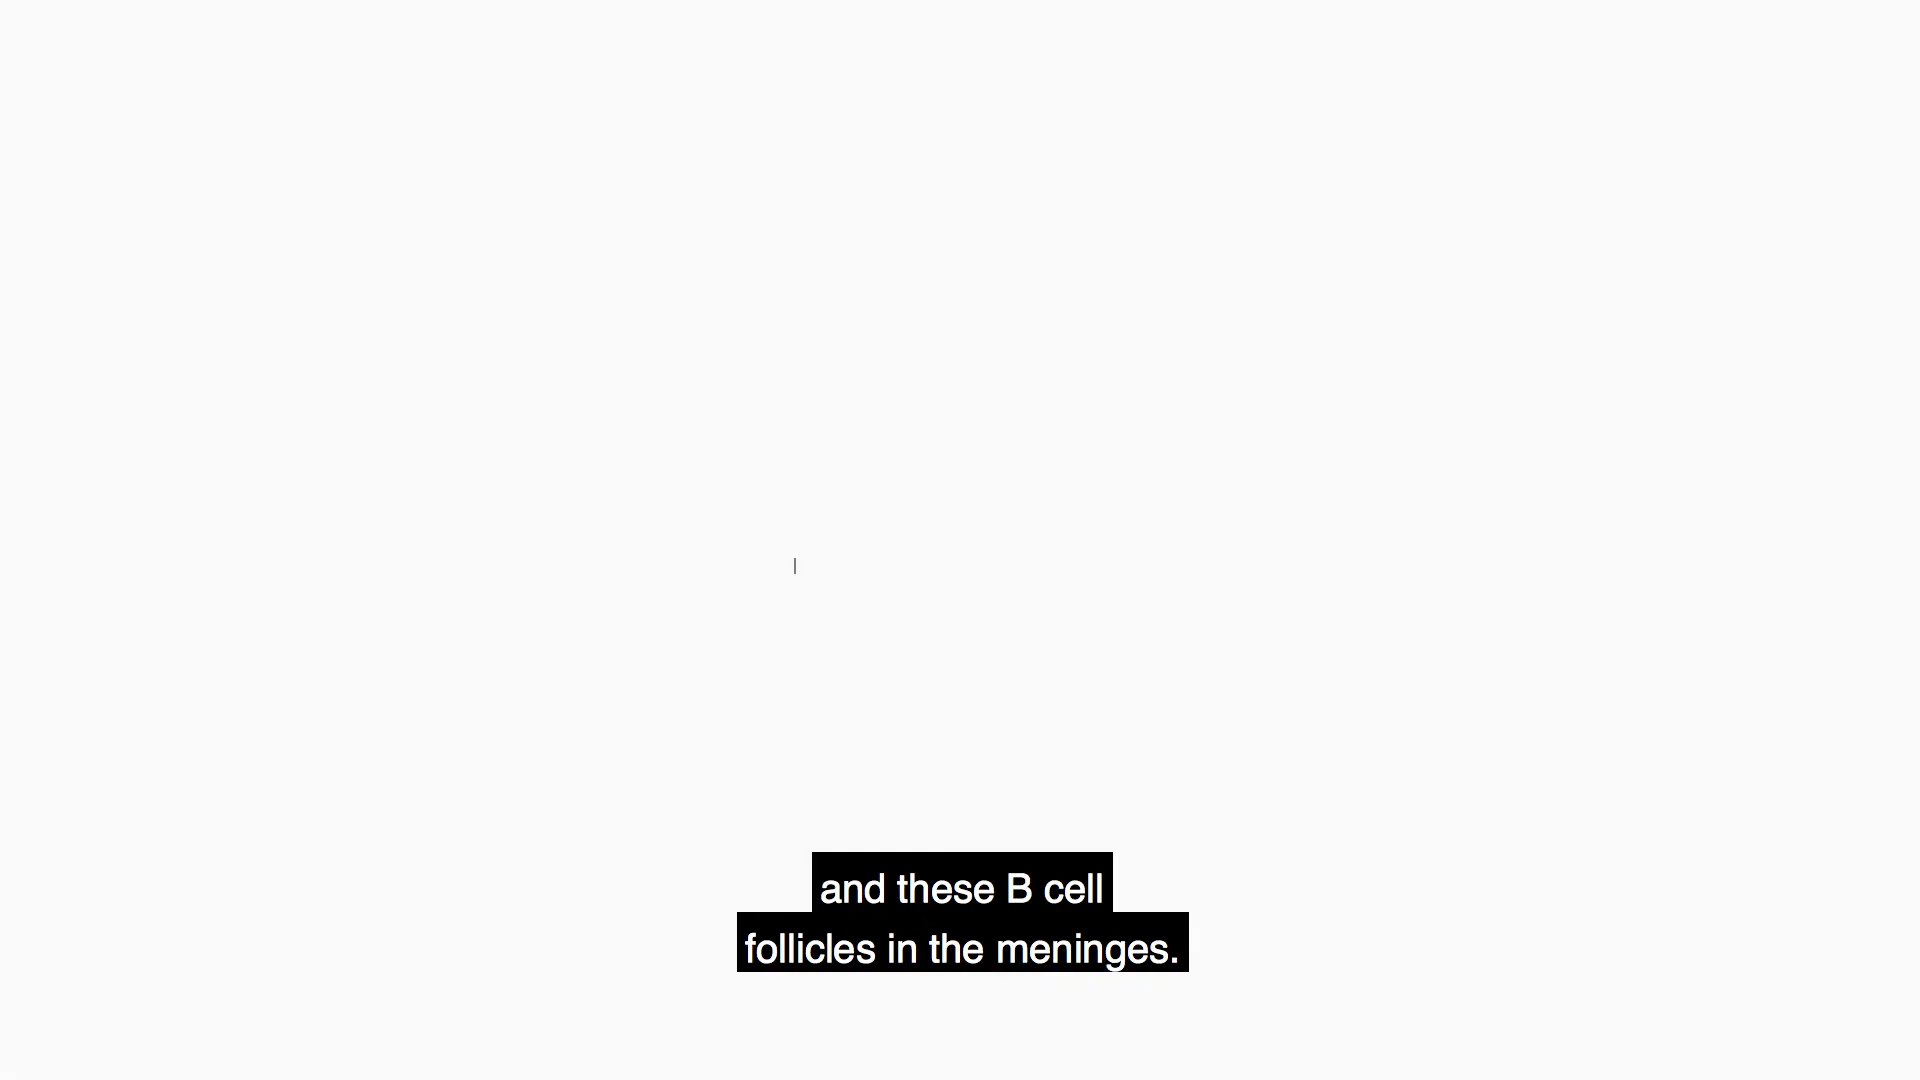 and these B cell
follicles in the meninges.